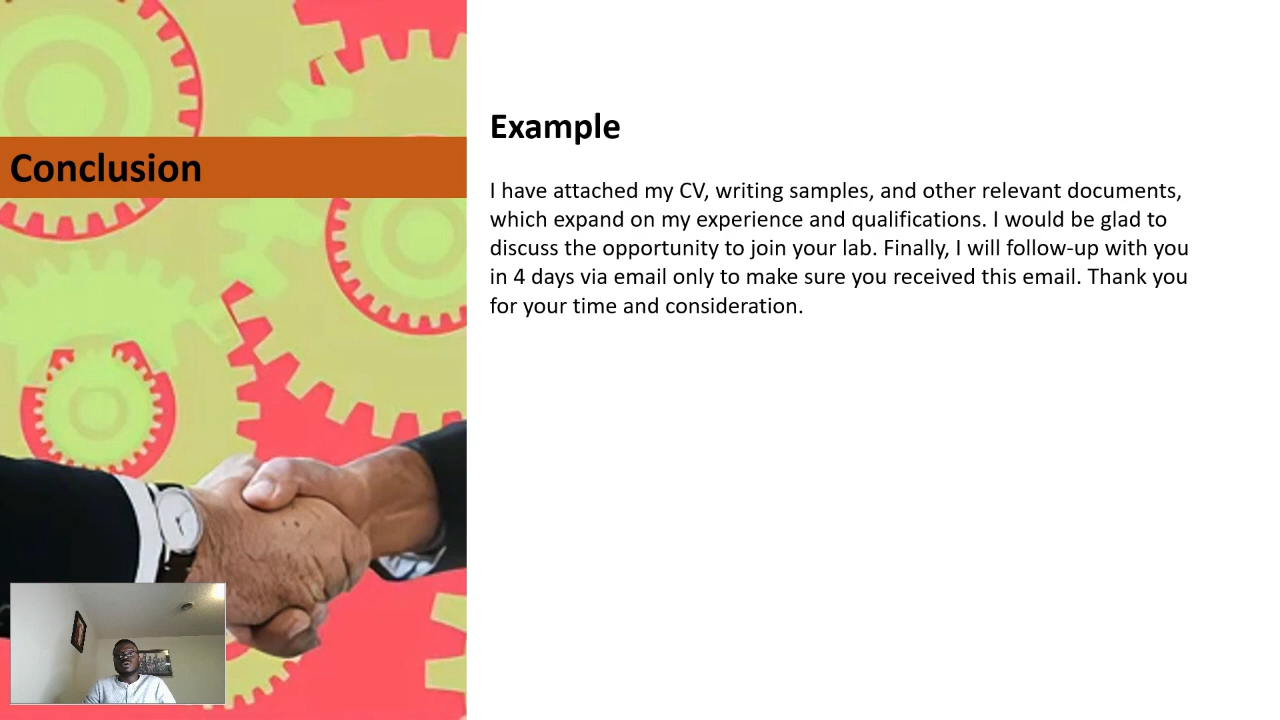 Conclusion
Example
I have attached my CV, writing samples, and other relevant documents,
which expand on my experience and qualifications. I would be glad to
discuss the opportunity to join your lab. Finally, I will follow-up with you
in 4 days via email only to make sure you received this email. Thank you
for your time and consideration.